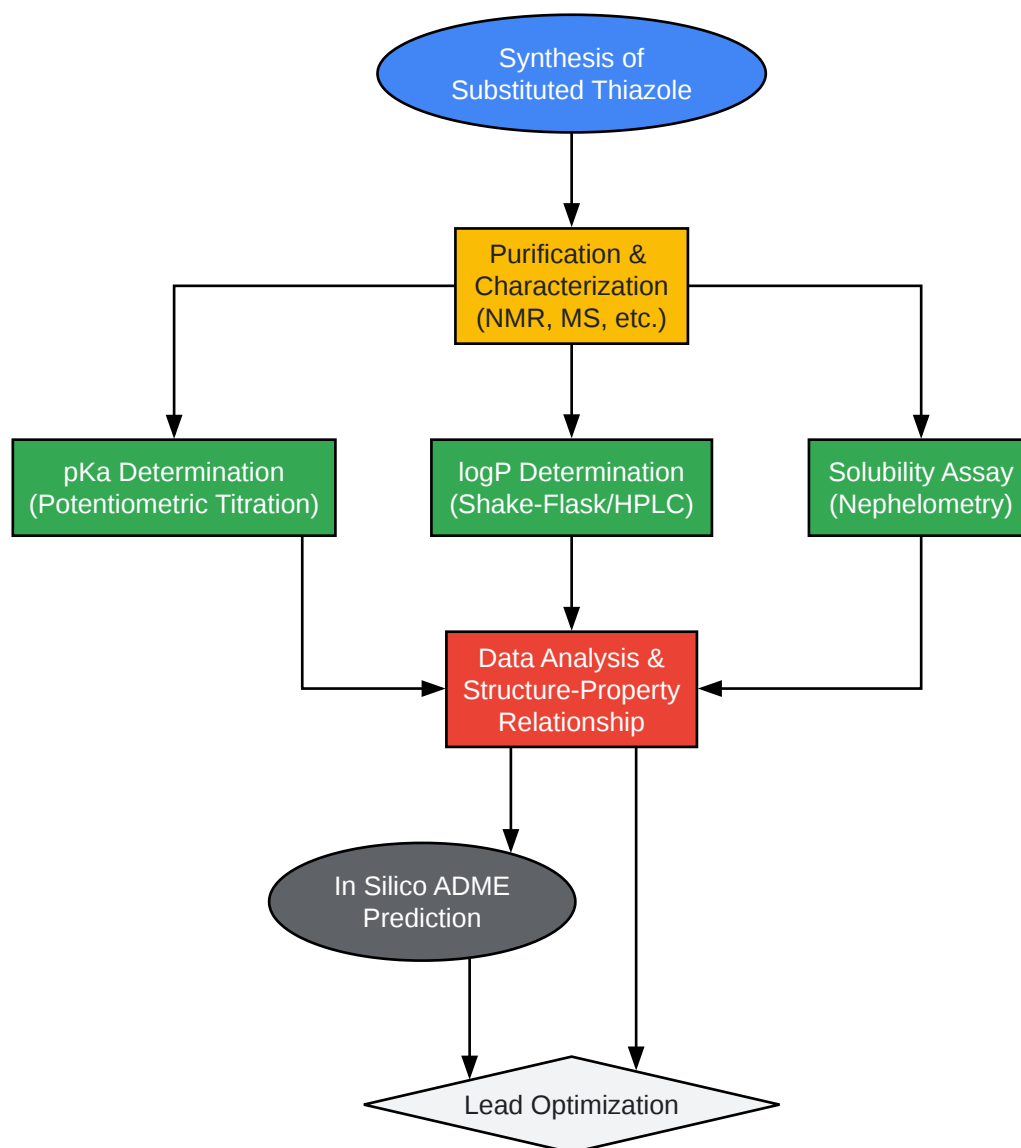 Synthesis of
Substituted Thiazole
Purification &
Characterization
(NMR, MS, etc.)
pKa Determination
(Potentiometric Titration)
logP Determination
(Shake-Flask/HPLC)
Solubility Assay
(Nephelometry)
Data Analysis &
Structure-Property
Relationship
In Silico ADME
Prediction
Lead Optimization